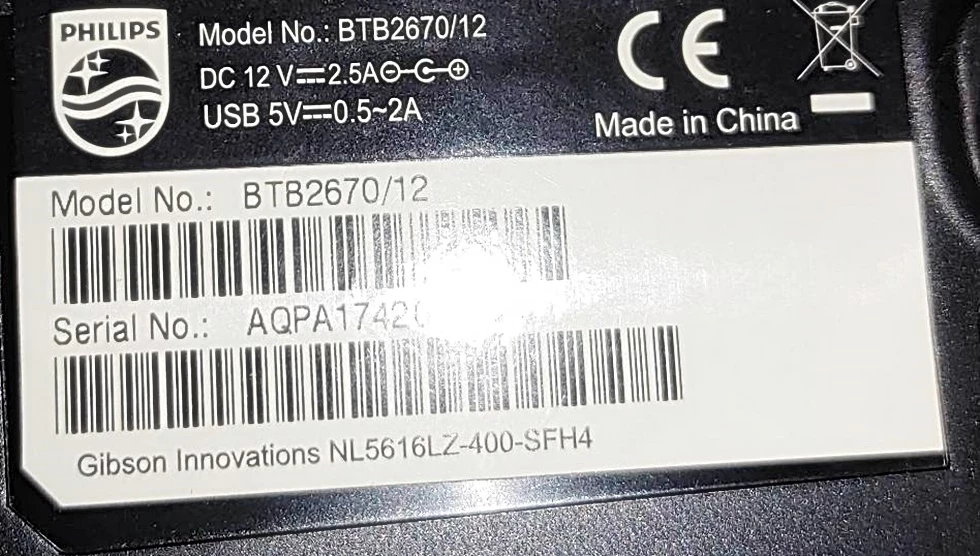 PHILIPS
Model No.: BTB2670/12
DC 12 V⎓2.5A
USB 5V⎓0.5~2A
CE
Made in China
Model No.: BTB2670/12
Serial No.:
Gibson Innovations NL5616LZ-400-SFH4